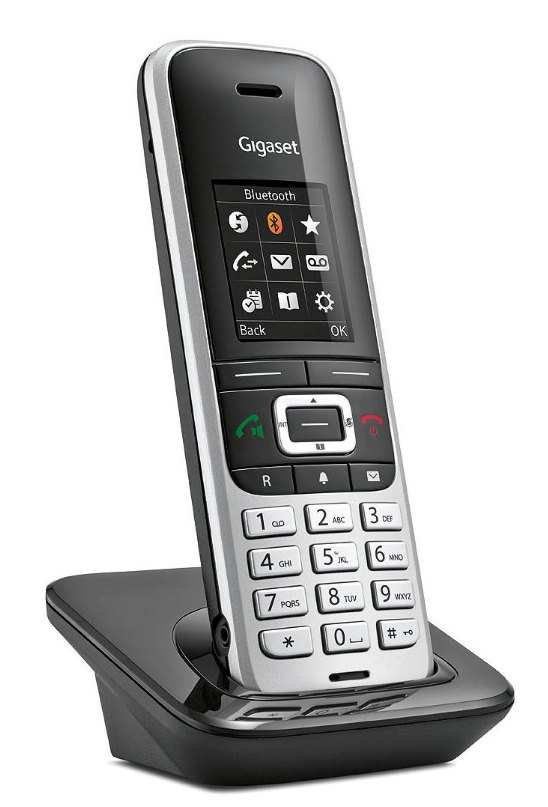 Gigaset
Bluetooth
Back OK
INT
R
1 2 ABC 3 DEF
4 GHI 5 JKL 6 MNO
7 PQRS 8 TUV 9 WXYZ
* 0 #